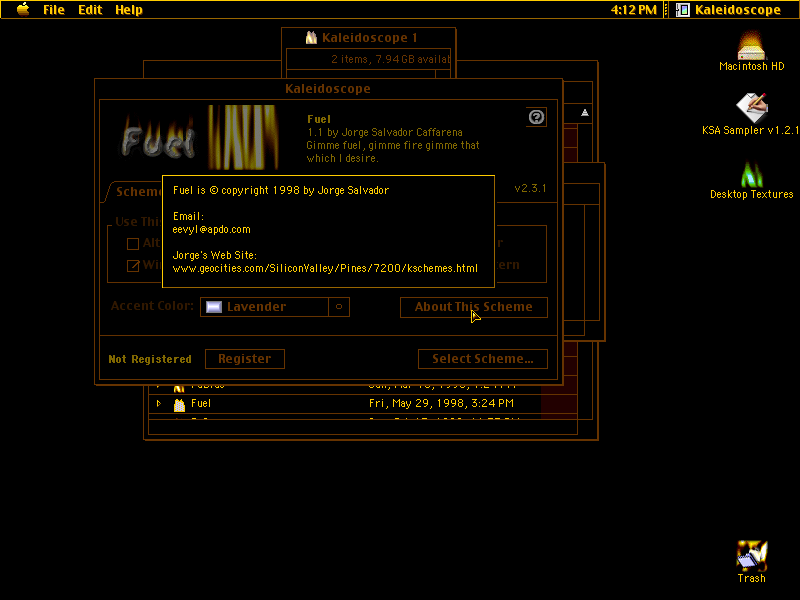 File Edit Help
4:12 PM
Kaleidoscope
Kaleidoscope 1
2 items, 7.94 GB availat
Macintosh HD
KSA Sampler v1.2.1
Desktop Textures
Kaleidoscope
Fuel
Fuel
1.1 by Jorge Salvador Caffarena
Gimme fuel, gimme fire gimme that
which I desire.
?
Scheme
v2.3.1
Fuel is © copyright 1998 by Jorge Salvador
Email:
eevyl@apdo.com
Jorge's Web Site:
www.geocities.com/SiliconValley/Pines/7200/kschemes.html
Use Thi
Accent Color:
Lavender
About This Scheme
Not Registered
Register
Select Scheme...
Fuel
Fri, May 29, 1998, 3:24 PM
Trash